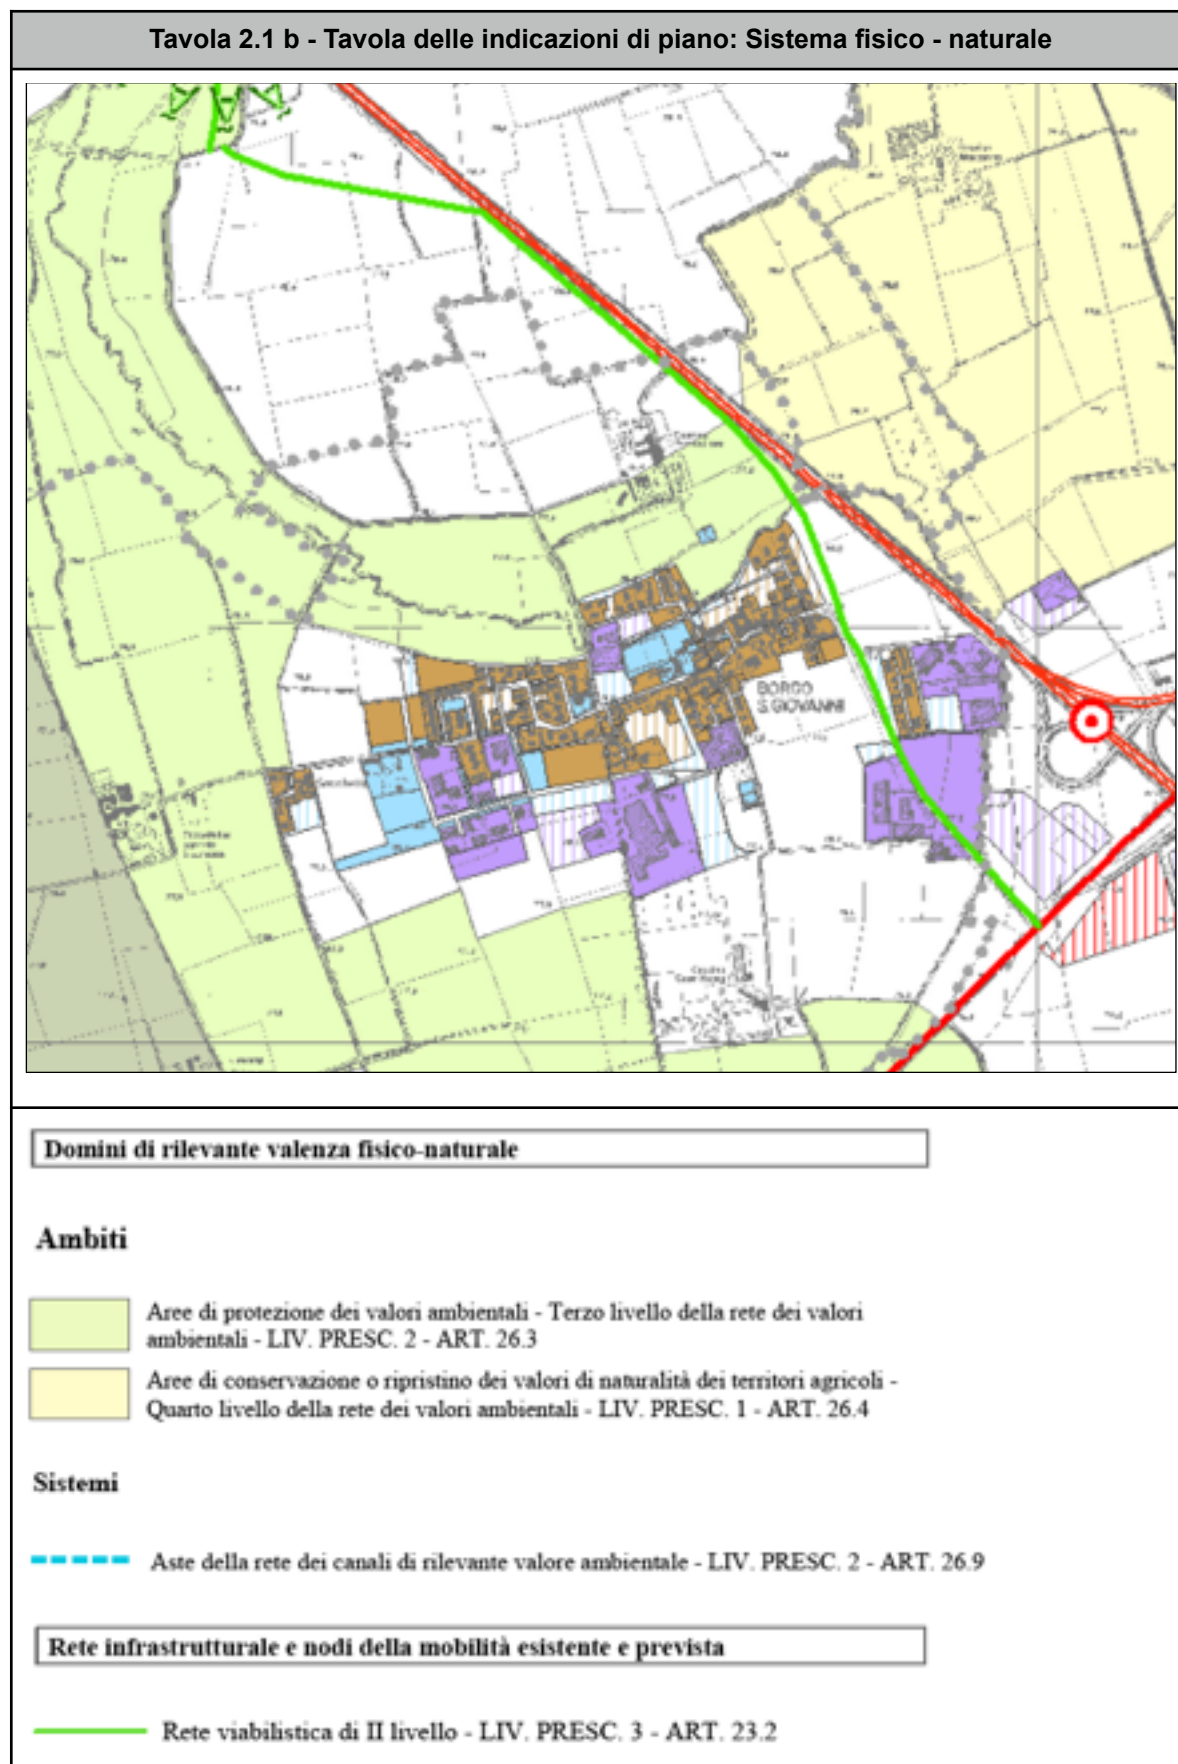 Tavola 2.1 b - Tavola delle indicazioni di piano: Sistema fisico - naturale
BORGO
S.GIOVANNI
Domini di rilevante valenza fisico-naturale
Ambiti
Aree di protezione dei valori ambientali - Terzo livello della rete dei valori
ambientali - LIV. PRESC. 2 - ART. 26.3
Aree di conservazione o ripristino dei valori di naturalità dei territori agricoli -
Quarto livello della rete dei valori ambientali - LIV. PRESC. 1 - ART. 26.4
Sistemi
Aste della rete dei canali di rilevante valore ambientale - LIV. PRESC. 2 - ART. 26.9
Rete infrastrutturale e nodi della mobilità esistente e prevista
Rete viabilistica di II livello - LIV. PRESC. 3 - ART. 23.2